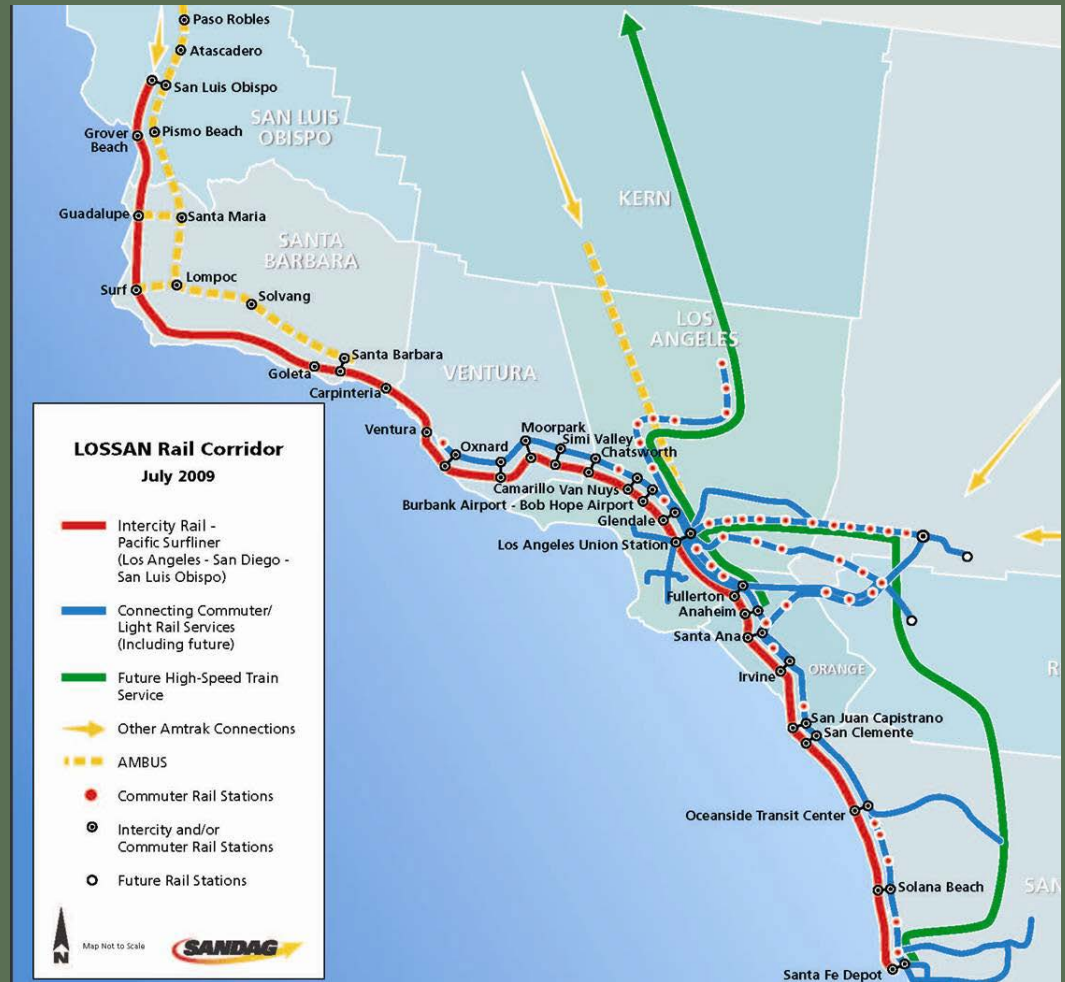 Paso Robles
Atascadero
San Luis Obispo
SAN LUIS
OBISPO
Grover
Beach
Pismo Beach
KERN
Guadalupe
Santa Maria
SANTA
BARBARA
Lompoc
Surf
Solvang
LOS
ANGELES
Santa Barbara
Goleta
VENTURA
Carpinteria
Ventura
Oxnard
Moorpark
Simi Valley
Chatsworth
Camarillo
Van Nuys
Burbank Airport - Bob Hope Airport
Glendale
Los Angeles Union Station
Fullerton
Anaheim
Santa Ana
ORANGE
R
Irvine
San Juan Capistrano
San Clemente
Oceanside Transit Center
Solana Beach
SAN
Santa Fe Depot
LOSSAN Rail Corridor
July 2009
Intercity Rail -
Pacific Surfliner
(Los Angeles - San Diego -
San Luis Obispo)
Connecting Commuter/
Light Rail Services
(Including future)
Future High-Speed Train
Service
Other Amtrak Connections
AMBUS
Commuter Rail Stations
Intercity and/or
Commuter Rail Stations
Future Rail Stations
N
Map Not to Scale
SANDAG